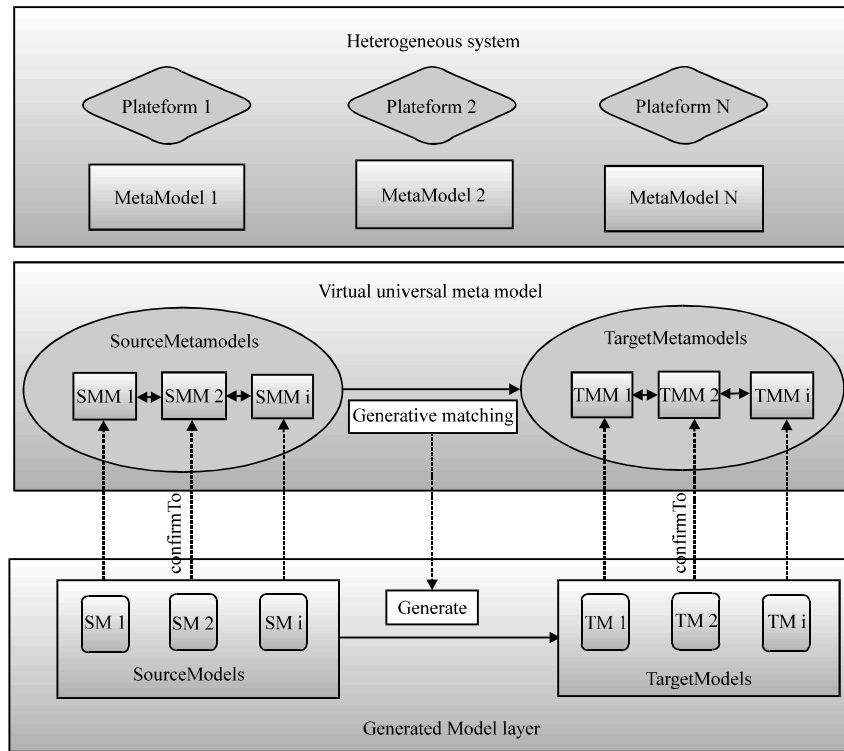 Heterogeneous system
Plateform 1
Plateform 2
Plateform N
MetaModel 1
MetaModel 2
MetaModel N
Virtual universal meta model
SourceMetamodels
TargetMetamodels
SMM 1
SMM 2
SMM i
TMM 1
TMM 2
TMM i
Generative matching
confirmTo
confirmTo
Generate
SM 1
SM 2
SM i
TM 1
TM 2
TM i
SourceModels
TargetModels
Generated Model layer